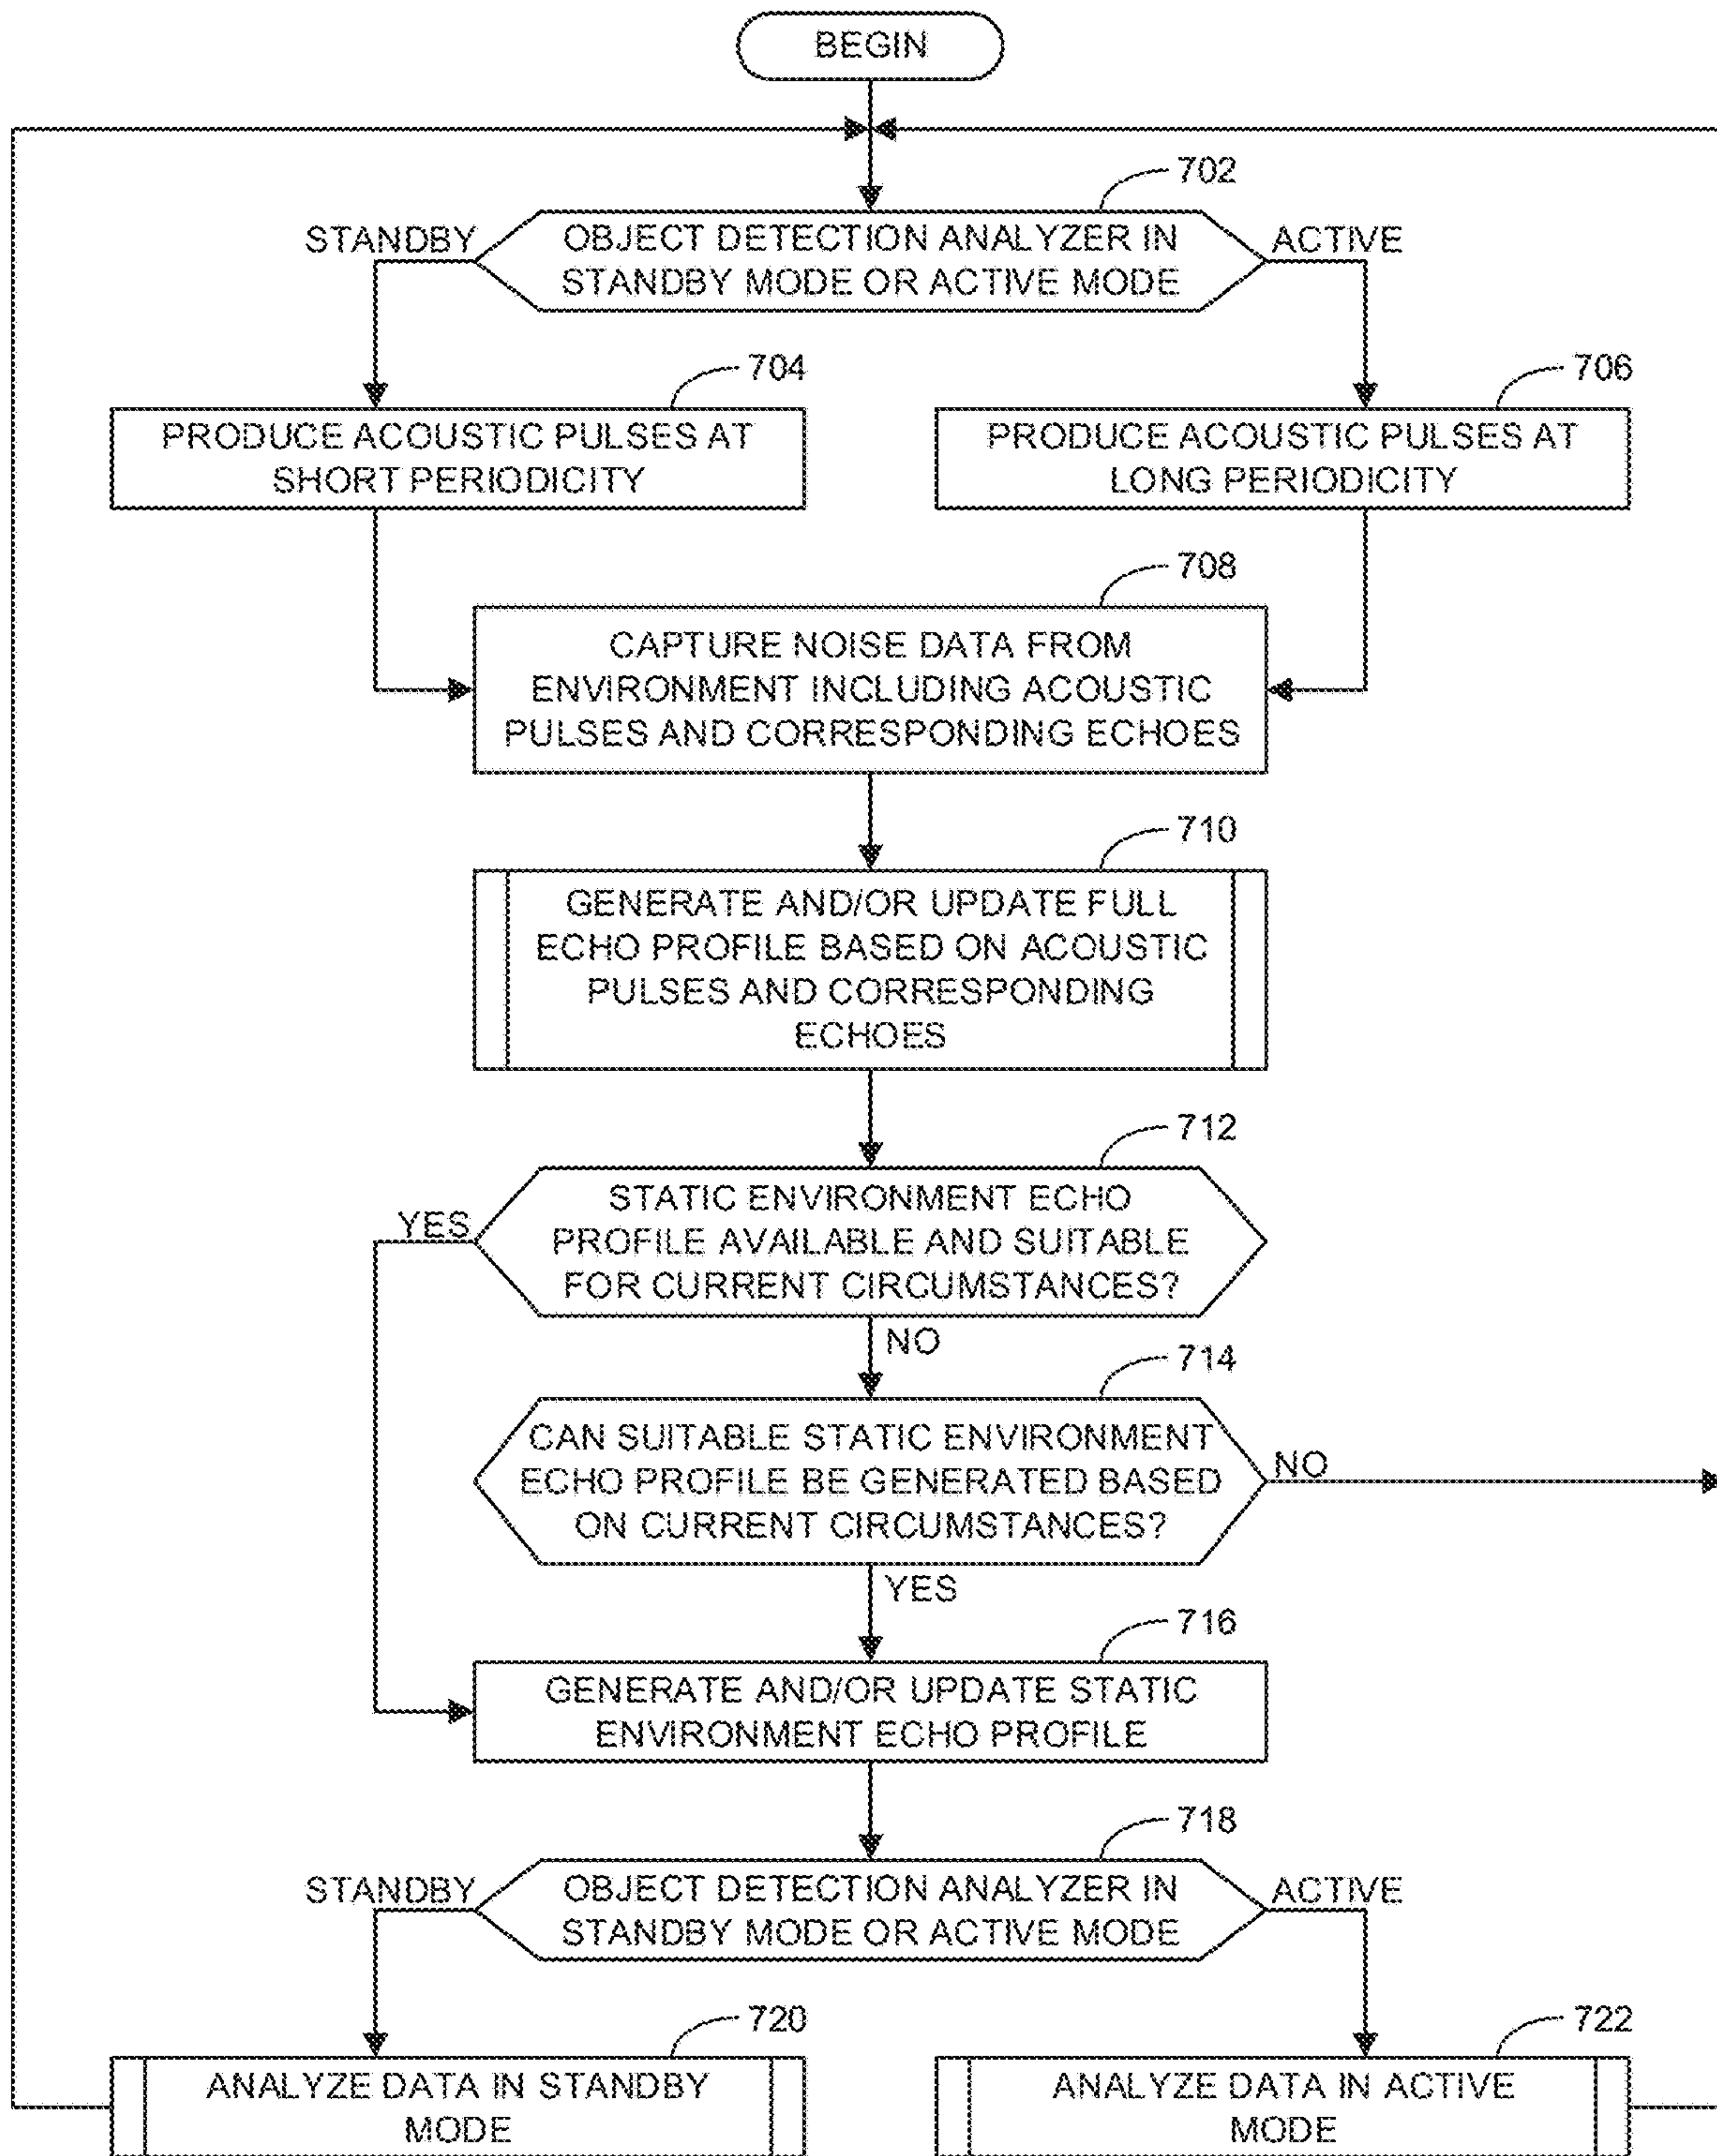 BEGIN
702
STANDBY
OBJECT DETECTION ANALYZER IN
STANDBY MODE OR ACTIVE MODE
ACTIVE
704
706
PRODUCE ACOUSTIC PULSES AT
SHORT PERIODICITY
PRODUCE ACOUSTIC PULSES AT
LONG PERIODICITY
708
CAPTURE NOISE DATA FROM
ENVIRONMENT INCLUDING ACOUSTIC
PULSES AND CORRESPONDING ECHOES
710
GENERATE AND/OR UPDATE FULL
ECHO PROFILE BASED ON ACOUSTIC
PULSES AND CORRESPONDING
ECHOES
712
YES
STATIC ENVIRONMENT ECHO
PROFILE AVAILABLE AND SUITABLE
FOR CURRENT CIRCUMSTANCES?
NO
714
CAN SUITABLE STATIC ENVIRONMENT
ECHO PROFILE BE GENERATED BASED
ON CURRENT CIRCUMSTANCES?
NO
YES
716
GENERATE AND/OR UPDATE STATIC
ENVIRONMENT ECHO PROFILE
718
STANDBY
OBJECT DETECTION ANALYZER IN
STANDBY MODE OR ACTIVE MODE
ACTIVE
720
722
ANALYZE DATA IN STANDBY
MODE
ANALYZE DATA IN ACTIVE
MODE